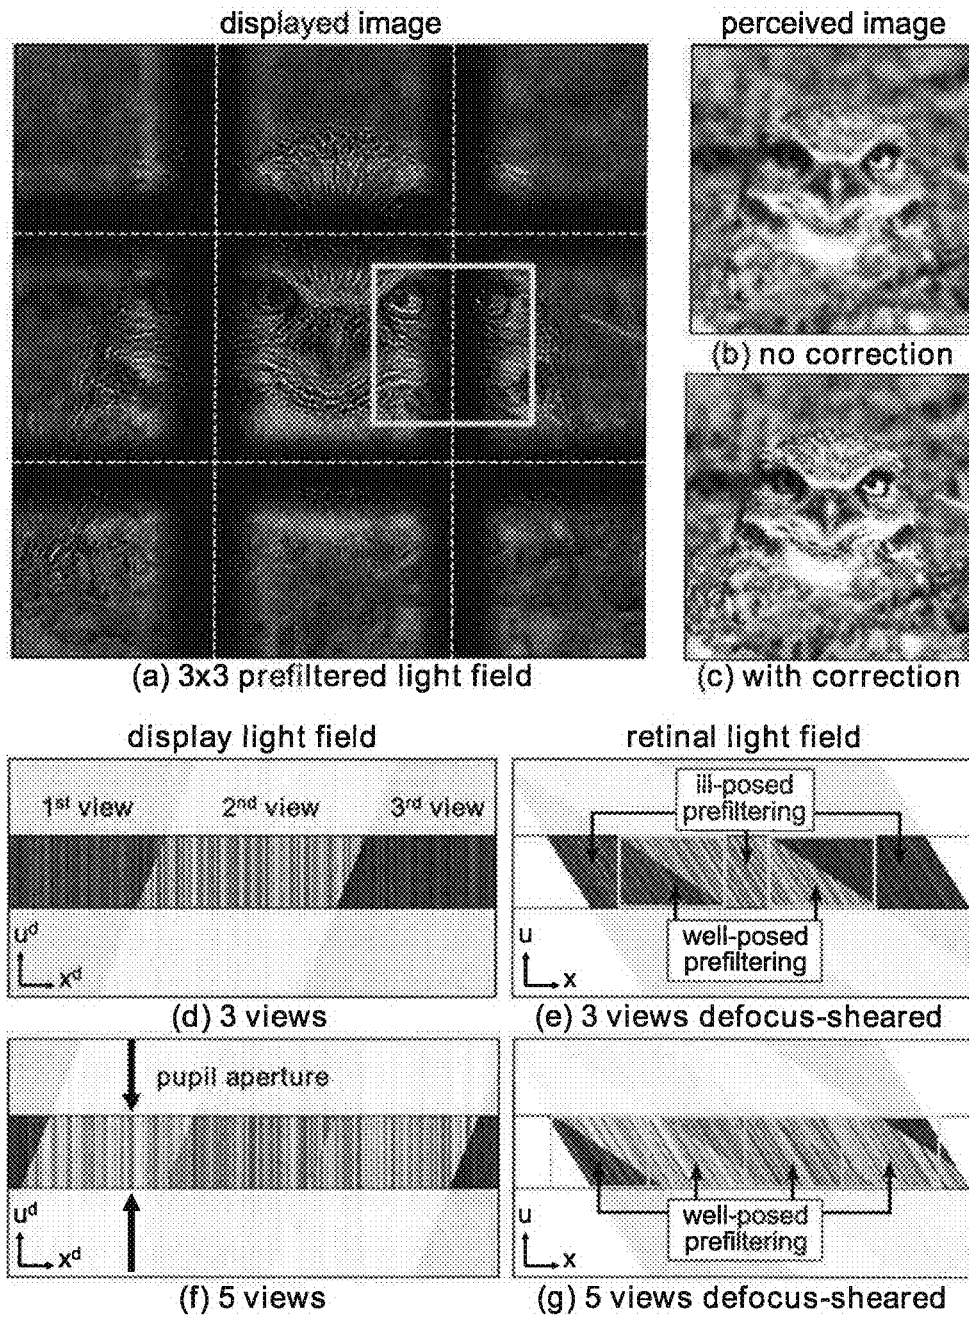 displayed image
perceived image
(b) no correction
(a) 3x3 prefiltered light field
(c) with correction
display light field
retinal light field
1st view
2nd view
3rd view
ill-posed
prefiltering
well-posed
prefiltering
u^d
x^d
u
x
(d) 3 views
(e) 3 views defocus-sheared
pupil aperture
well-posed
prefiltering
u^d
x^d
u
x
(f) 5 views
(g) 5 views defocus-sheared